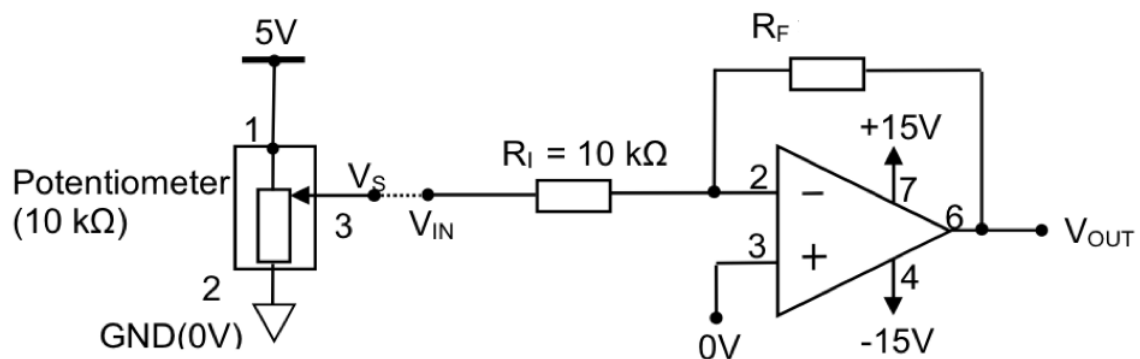 5V
R_F
1
+15V
R_I = 10 kΩ
Potentiometer
(10 kΩ)
V_S
3
V_IN
2
−
7
6
V_OUT
3
+
4
2
GND(0V)
0V
-15V